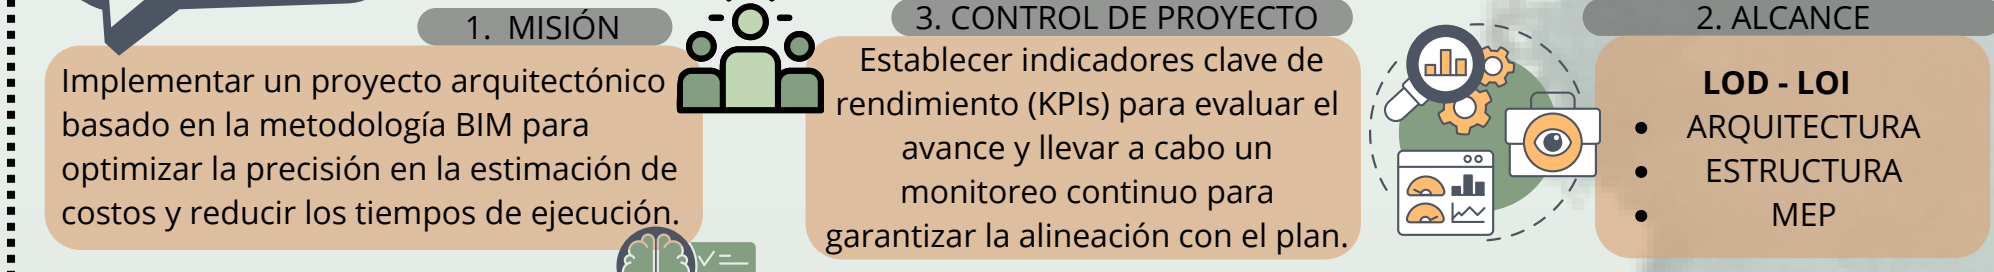 1. MISIÓN
Implementar un proyecto arquitectónico
basado en la metodología BIM para
optimizar la precisión en la estimación de
costos y reducir los tiempos de ejecución.
3. CONTROL DE PROYECTO
Establecer indicadores clave de
rendimiento (KPIs) para evaluar el
avance y llevar a cabo un
monitoreo continuo para
garantizar la alineación con el plan.
2. ALCANCE
LOD - LOI
• ARQUITECTURA
• ESTRUCTURA
• MEP